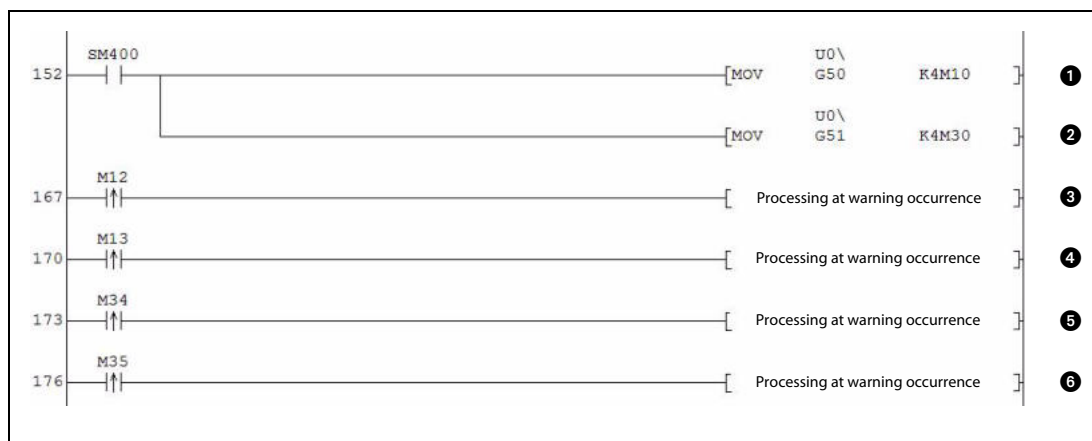 SM400
U0\
152 [MOV G50 K4M10 ] 1
U0\
[MOV G51 K4M30 ] 2
M12
167 [ Processing at warning occurrence ] 3
M13
170 [ Processing at warning occurrence ] 4
M34
173 [ Processing at warning occurrence ] 5
M35
176 [ Processing at warning occurrence ] 6